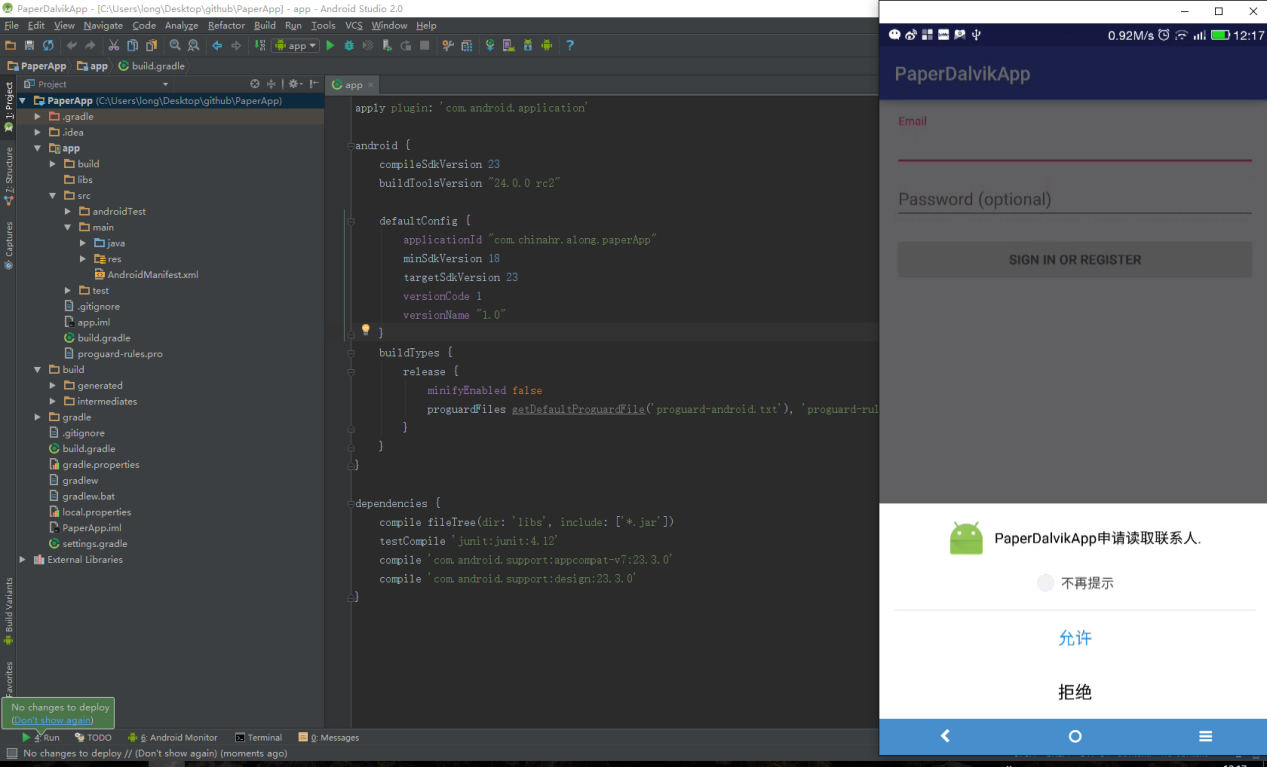 PaperDalvikApp - [C:\Users\long\Desktop\github\PaperApp] - app - Android Studio 2.0
File Edit View Navigate Code Analyze Refactor Build Run Tools VCS Window Help
app
PaperApp app build.gradle
Project
app
1: Project
7: Structure
Captures
Build Variants
Favorites
PaperApp (C:\Users\long\Desktop\github\PaperApp)
.gradle
.idea
app
build
libs
src
androidTest
main
java
res
AndroidManifest.xml
test
.gitignore
app.iml
build.gradle
proguard-rules.pro
build
generated
intermediates
gradle
.gitignore
build.gradle
gradle.properties
gradlew
gradlew.bat
local.properties
PaperApp.iml
settings.gradle
External Libraries
apply plugin: 'com.android.application'
android {
compileSdkVersion 23
buildToolsVersion "24.0.0 rc2"
defaultConfig {
applicationId "com.chinahr.along.paperApp"
minSdkVersion 18
targetSdkVersion 23
versionCode 1
versionName "1.0"
}
buildTypes {
release {
minifyEnabled false
proguardFiles getDefaultProguardFile('proguard-android.txt'), 'proguard-rul
}
}
}
dependencies {
compile fileTree(dir: 'libs', include: ['*.jar'])
testCompile 'junit:junit:4.12'
compile 'com.android.support:appcompat-v7:23.3.0'
compile 'com.android.support:design:23.3.0'
}
0.92M/s 12:17
PaperDalvikApp
Email
Password (optional)
SIGN IN OR REGISTER
PaperDalvikApp申请读取联系人.
不再提示
允许
拒绝
No changes to deploy
(Don't show again)
4: Run TODO 6: Android Monitor Terminal 0: Messages
No changes to deploy // (Don't show again) (moments ago)